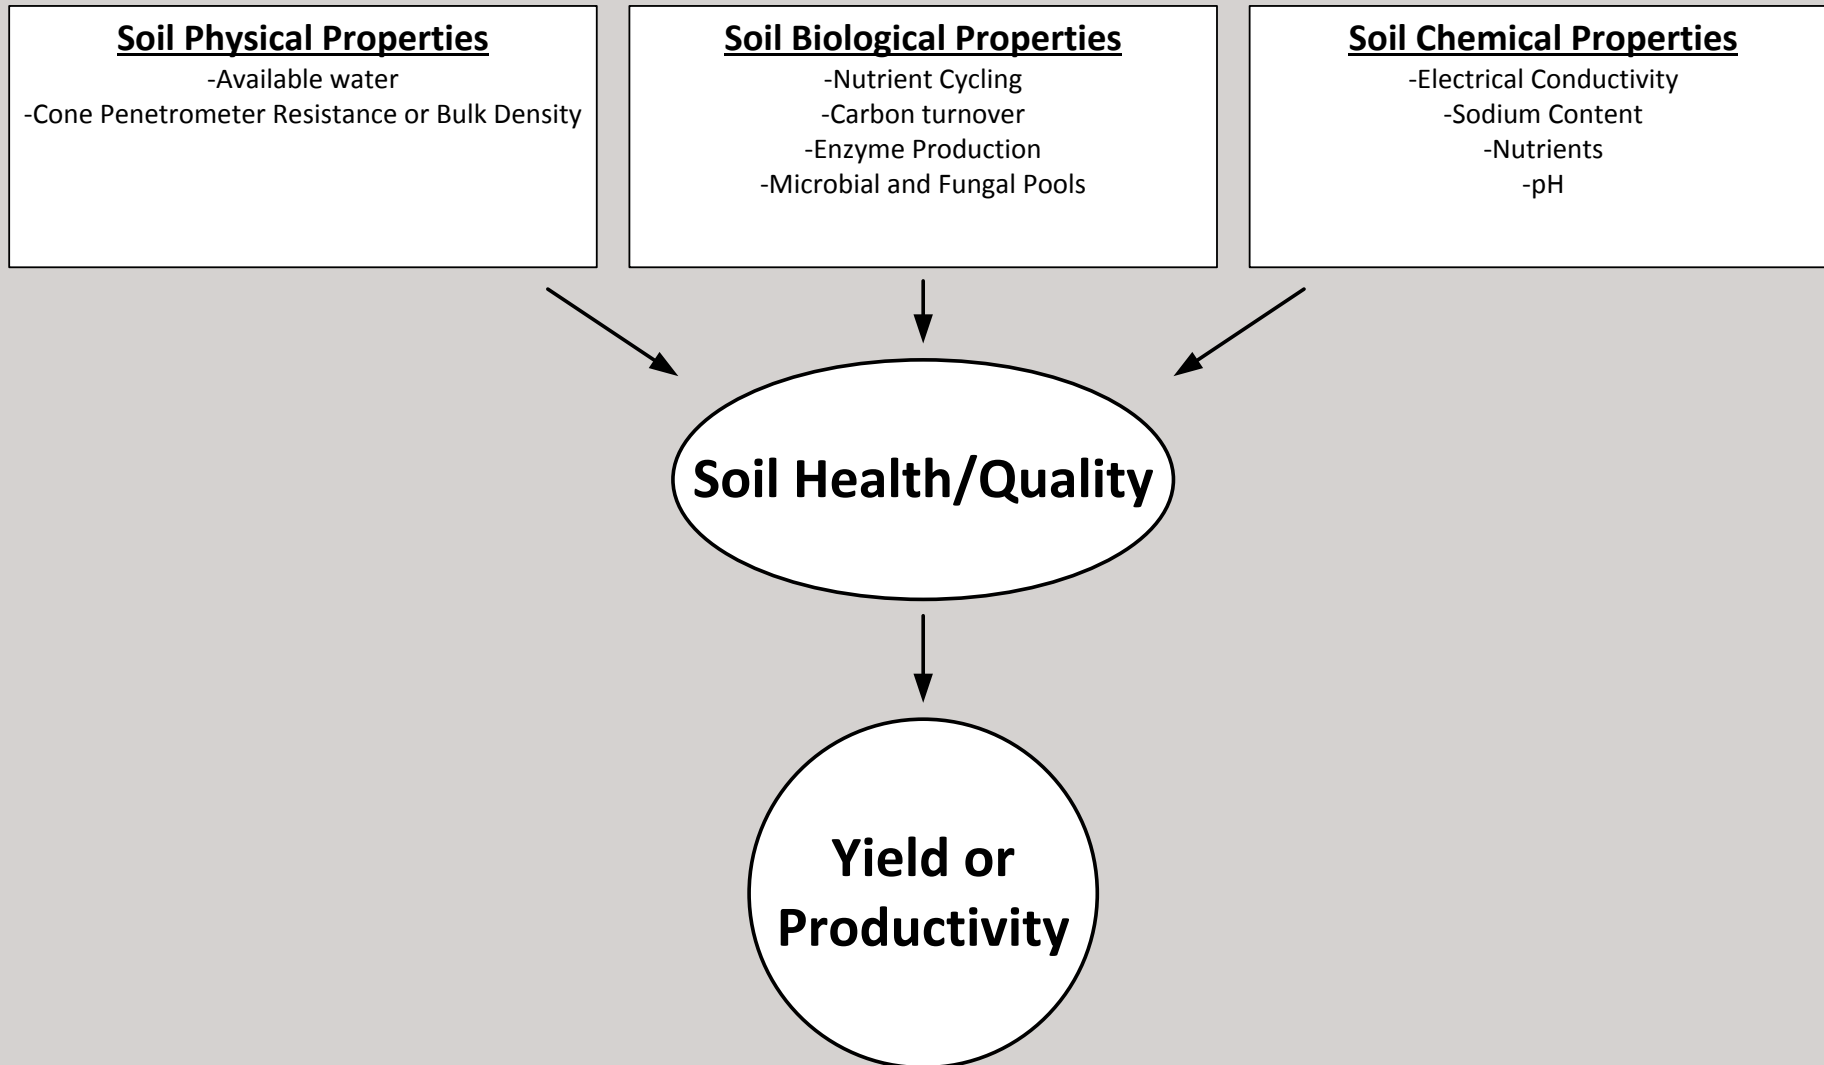 Soil Physical Properties
-Available water
-Cone Penetrometer Resistance or Bulk Density
Soil Biological Properties
-Nutrient Cycling
-Carbon turnover
-Enzyme Production
-Microbial and Fungal Pools
Soil Chemical Properties
-Electrical Conductivity
-Sodium Content
-Nutrients
-pH
Soil Health/Quality
Yield or
Productivity